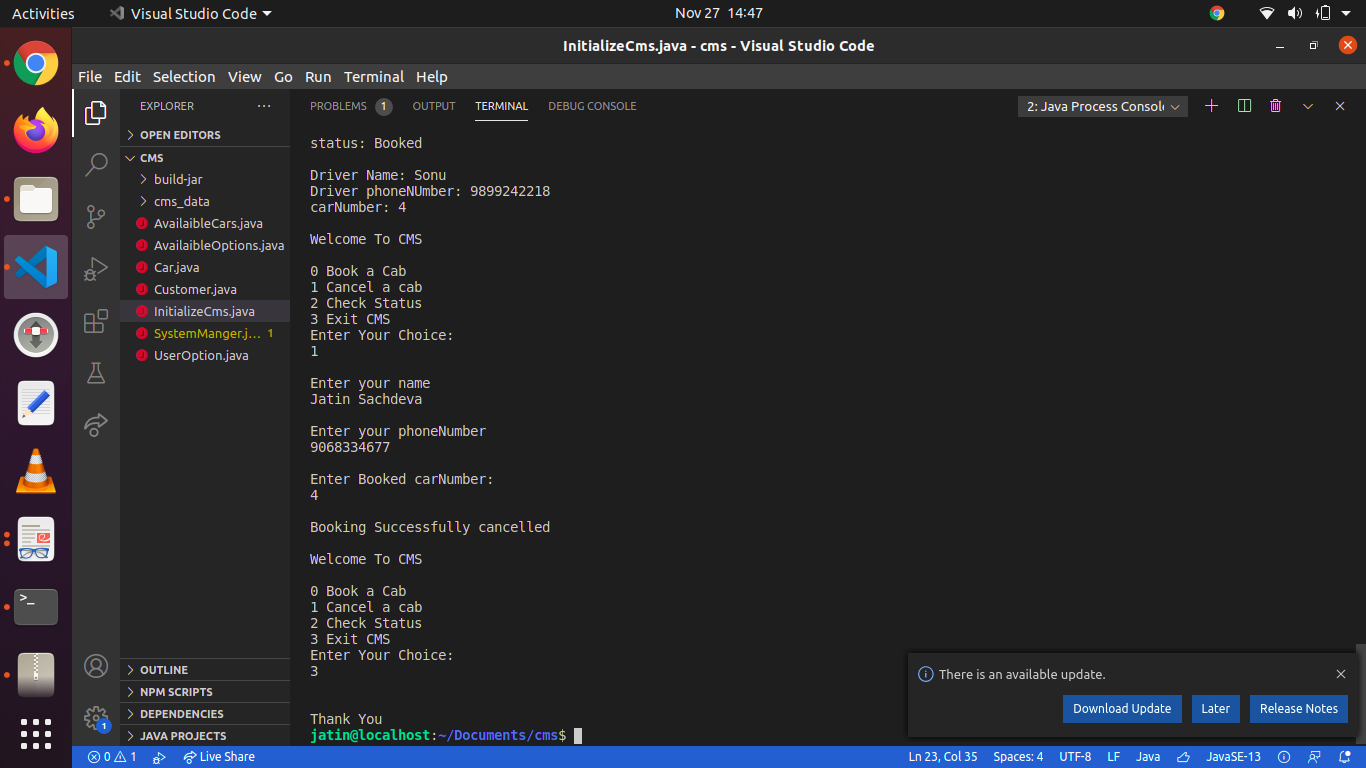 Activities
Visual Studio Code
Nov 27 14:47
InitializeCms.java - cms - Visual Studio Code
File Edit Selection View Go Run Terminal Help
EXPLORER
···
OPEN EDITORS
CMS
build-jar
cms_data
AvailaibleCars.java
AvailaibleOptions.java
Car.java
Customer.java
InitializeCms.java
SystemManger.j... 1
UserOption.java
OUTLINE
NPM SCRIPTS
DEPENDENCIES
JAVA PROJECTS
1
PROBLEMS 1 OUTPUT TERMINAL DEBUG CONSOLE
2: Java Process Console
status: Booked
Driver Name: Sonu
Driver phoneNUmber: 9899242218
carNumber: 4
Welcome To CMS
0 Book a Cab
1 Cancel a cab
2 Check Status
3 Exit CMS
Enter Your Choice:
1
Enter your name
Jatin Sachdeva
Enter your phoneNumber
9068334677
Enter Booked carNumber:
4
Booking Successfully cancelled
Welcome To CMS
0 Book a Cab
1 Cancel a cab
2 Check Status
3 Exit CMS
Enter Your Choice:
3
Thank You
jatin@localhost:~/Documents/cms$
There is an available update.
Download Update Later Release Notes
0 1 Live Share
Ln 23, Col 35 Spaces: 4 UTF-8 LF Java JavaSE-13